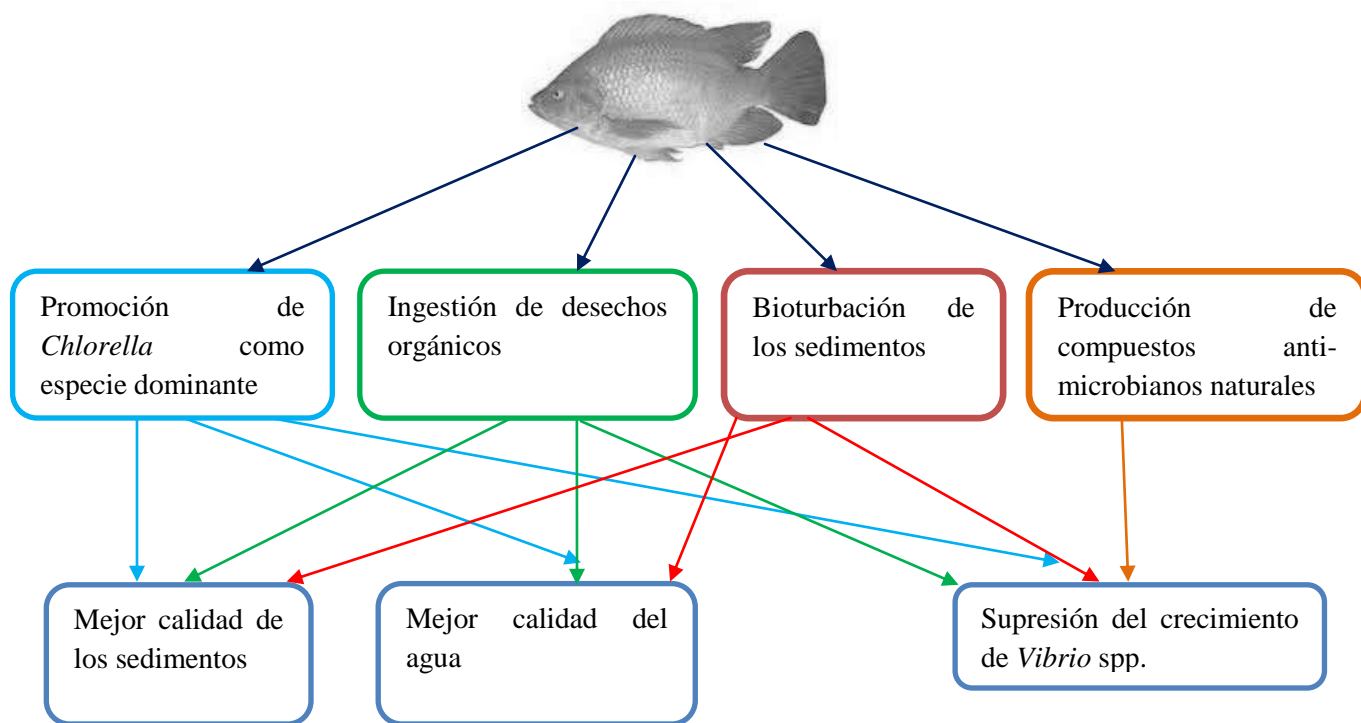 Promoción de
Chlorella como
especie dominante
Ingestión de desechos
orgánicos
Bioturbación de
los sedimentos
Producción de
compuestos anti-
microbianos naturales
Mejor calidad de
los sedimentos
Mejor calidad del
agua
Supresión del crecimiento
de Vibrio spp.